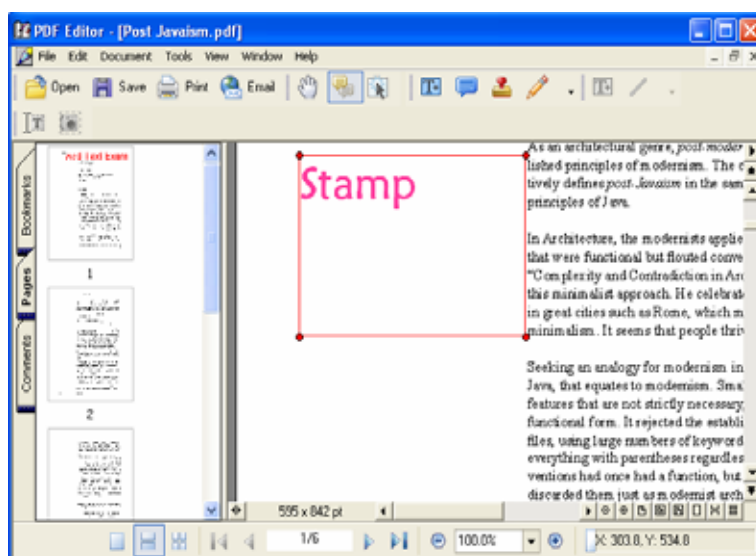 PDF Editor - [Post Javaism.pdf]
File Edit Document Tools View Window Help
Open Save Print Email
Bookmarks
Pages
Comments
1
2
Stamp
As an architectural genre, post-moder
lished principles of modernism. The c
tively defines post-Javaism in the sam
principles of Java.
In Architecture, the modernists applie
that were functional but flouted conve
"Complexity and Contradiction in Arc
this minimalist approach. He celebrat
in great cities such as Rome, which m
minimalism. It seems that people thriv
Seeking an analogy for modernism in
Java, that equates to modernism. Sma
features that are not strictly necessary,
functional form. It rejected the establi
files, using large numbers of keyword
everything with parentheses regardles
ventions had once had a function, but
discarded them just as modernist arch
595 x 842 pt
1/6
100.0%
X: 303.8, Y: 534.8